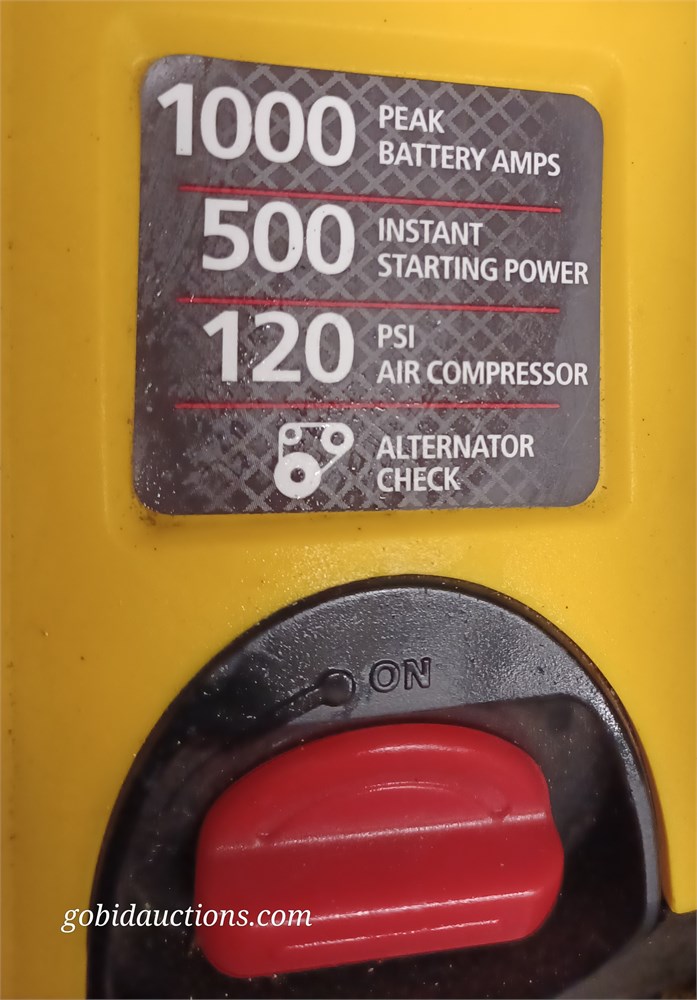 1000 PEAK
BATTERY AMPS
500 INSTANT
STARTING POWER
120 PSI
AIR COMPRESSOR
ALTERNATOR
CHECK
ON
gobidauctions.com